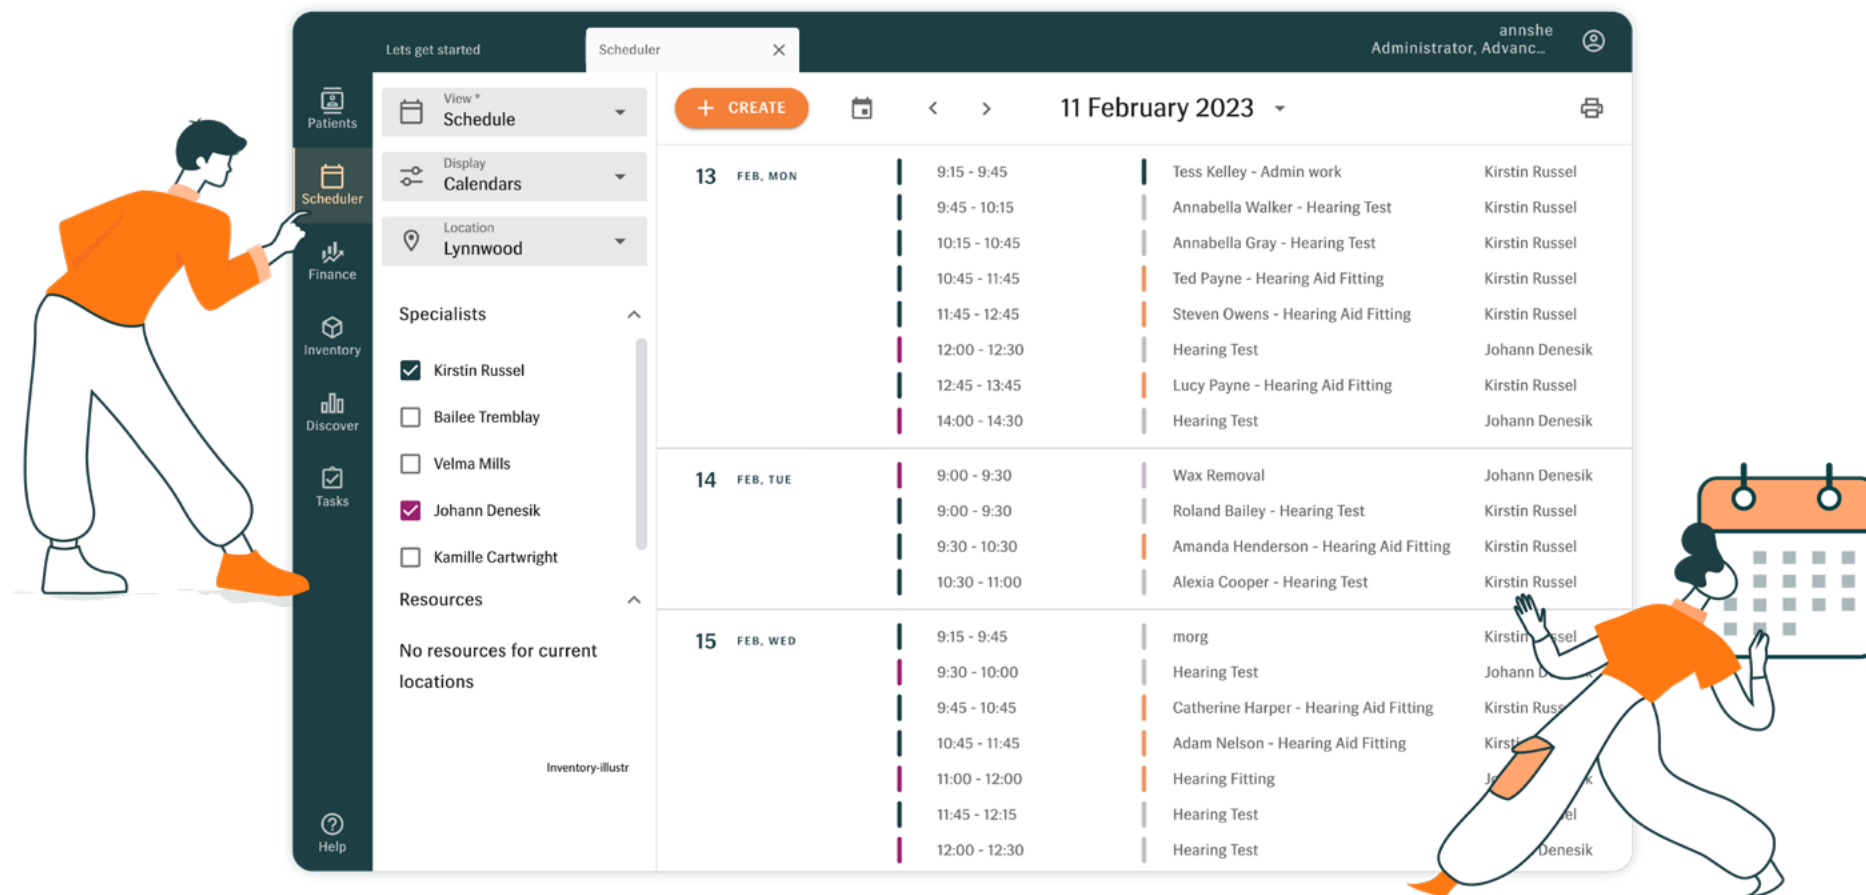 Lets get started
Scheduler
annshe
Administrator, Advanc...
Patients
Scheduler
Finance
Inventory
Discover
Tasks
Help
View *
Schedule
Display
Calendars
Location
Lynnwood
Specialists
Kirstin Russel
Bailee Tremblay
Velma Mills
Johann Denesik
Kamille Cartwright
Resources
No resources for current
locations
Inventory-illustr
+ CREATE
11 February 2023
13 FEB, MON
9:15 - 9:45 Tess Kelley - Admin work Kirstin Russel
9:45 - 10:15 Annabella Walker - Hearing Test Kirstin Russel
10:15 - 10:45 Annabella Gray - Hearing Test Kirstin Russel
10:45 - 11:45 Ted Payne - Hearing Aid Fitting Kirstin Russel
11:45 - 12:45 Steven Owens - Hearing Aid Fitting Kirstin Russel
12:00 - 12:30 Hearing Test Johann Denesik
12:45 - 13:45 Lucy Payne - Hearing Aid Fitting Kirstin Russel
14:00 - 14:30 Hearing Test Johann Denesik
14 FEB, TUE
9:00 - 9:30 Wax Removal Johann Denesik
9:00 - 9:30 Roland Bailey - Hearing Test Kirstin Russel
9:30 - 10:30 Amanda Henderson - Hearing Aid Fitting Kirstin Russel
10:30 - 11:00 Alexia Cooper - Hearing Test Kirstin Russel
15 FEB, WED
9:15 - 9:45 morg Kirstin
9:30 - 10:00 Hearing Test Johann
9:45 - 10:45 Catherine Harper - Hearing Aid Fitting Kirstin
10:45 - 11:45 Adam Nelson - Hearing Aid Fitting
11:00 - 12:00 Hearing Fitting
11:45 - 12:15 Hearing Test
12:00 - 12:30 Hearing Test Denesik